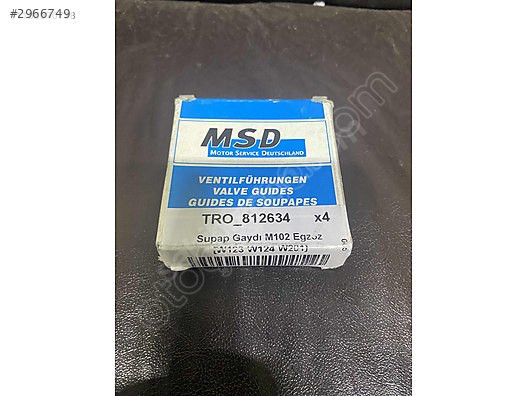 #2966749
MSD
MOTOR SERVICE DEUTSCHLAND
VENTILFÜHRUNGEN
VALVE GUIDES
GUIDES DE SOUPAPES
TRO_812634 x4
Supap Gaydı M102 Egzoz
(W123 W124 W201)